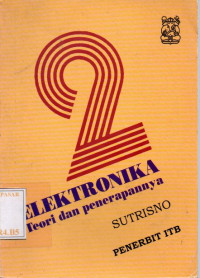 2
ELEKTRONIKA
Teori dan penerapannya
SUTRISNO
PENERBIT ITB